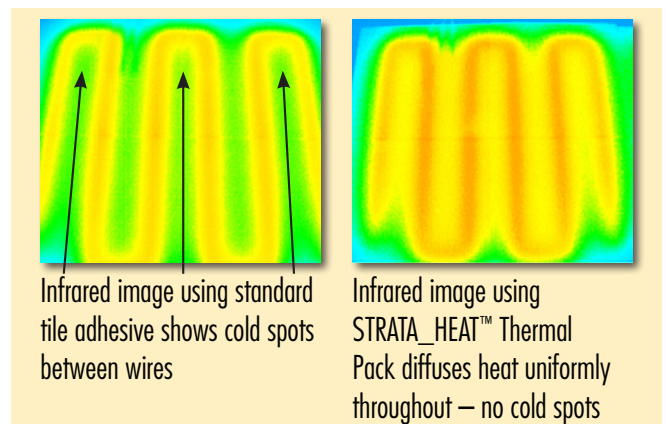 Infrared image using standard
tile adhesive shows cold spots
between wires
Infrared image using
STRATA_HEAT™ Thermal
Pack diffuses heat uniformly
throughout – no cold spots